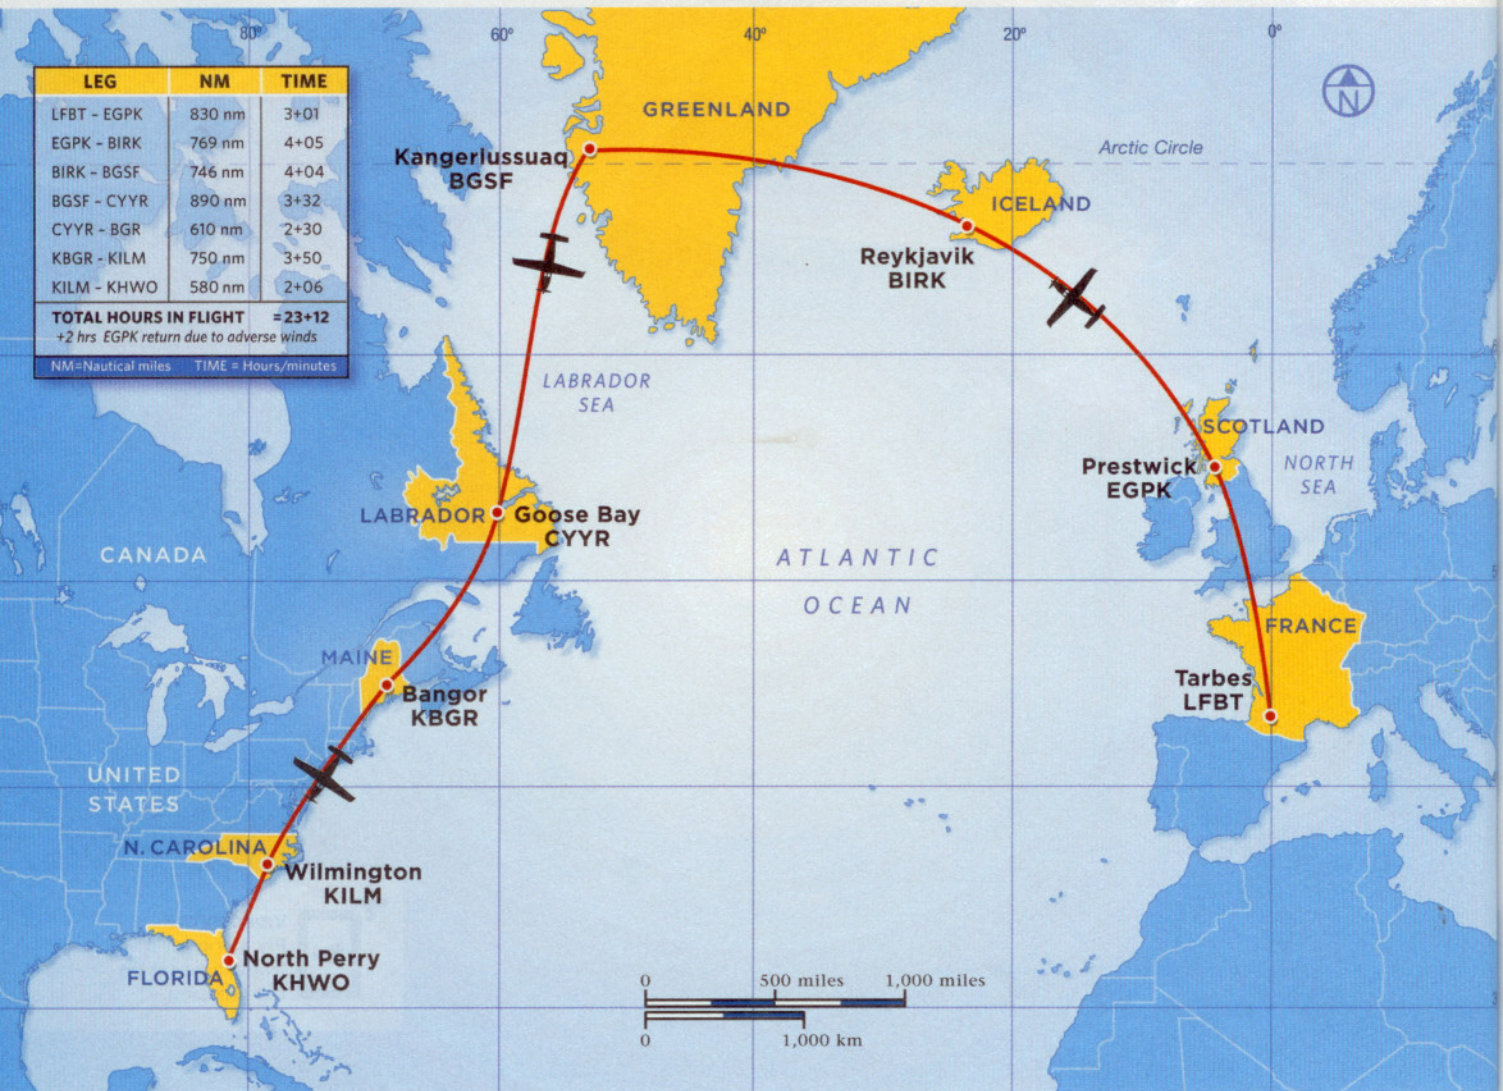 80°
60°
40°
20°
0°
LEG NM TIME
LFBT - EGPK 830 nm 3+01
EGPK - BIRK 769 nm 4+05
BIRK - BGSF 746 nm 4+04
BGSF - CYYR 890 nm 3+32
CYYR - BGR 610 nm 2+30
KBGR - KILM 750 nm 3+50
KILM - KHWO 580 nm 2+06
TOTAL HOURS IN FLIGHT =23+12
+2 hrs EGPK return due to adverse winds
NM=Nautical miles TIME = Hours/minutes
GREENLAND
N
Arctic Circle
Kangerlussuaq
BGSF
ICELAND
Reykjavik
BIRK
LABRADOR
SEA
SCOTLAND
Prestwick
EGPK
NORTH
SEA
LABRADOR
Goose Bay
CYYR
CANADA
ATLANTIC
OCEAN
FRANCE
MAINE
Bangor
KBGR
Tarbes
LFBT
UNITED
STATES
N. CAROLINA
Wilmington
KILM
North Perry
KHWO
FLORIDA
0 500 miles 1,000 miles
0 1,000 km